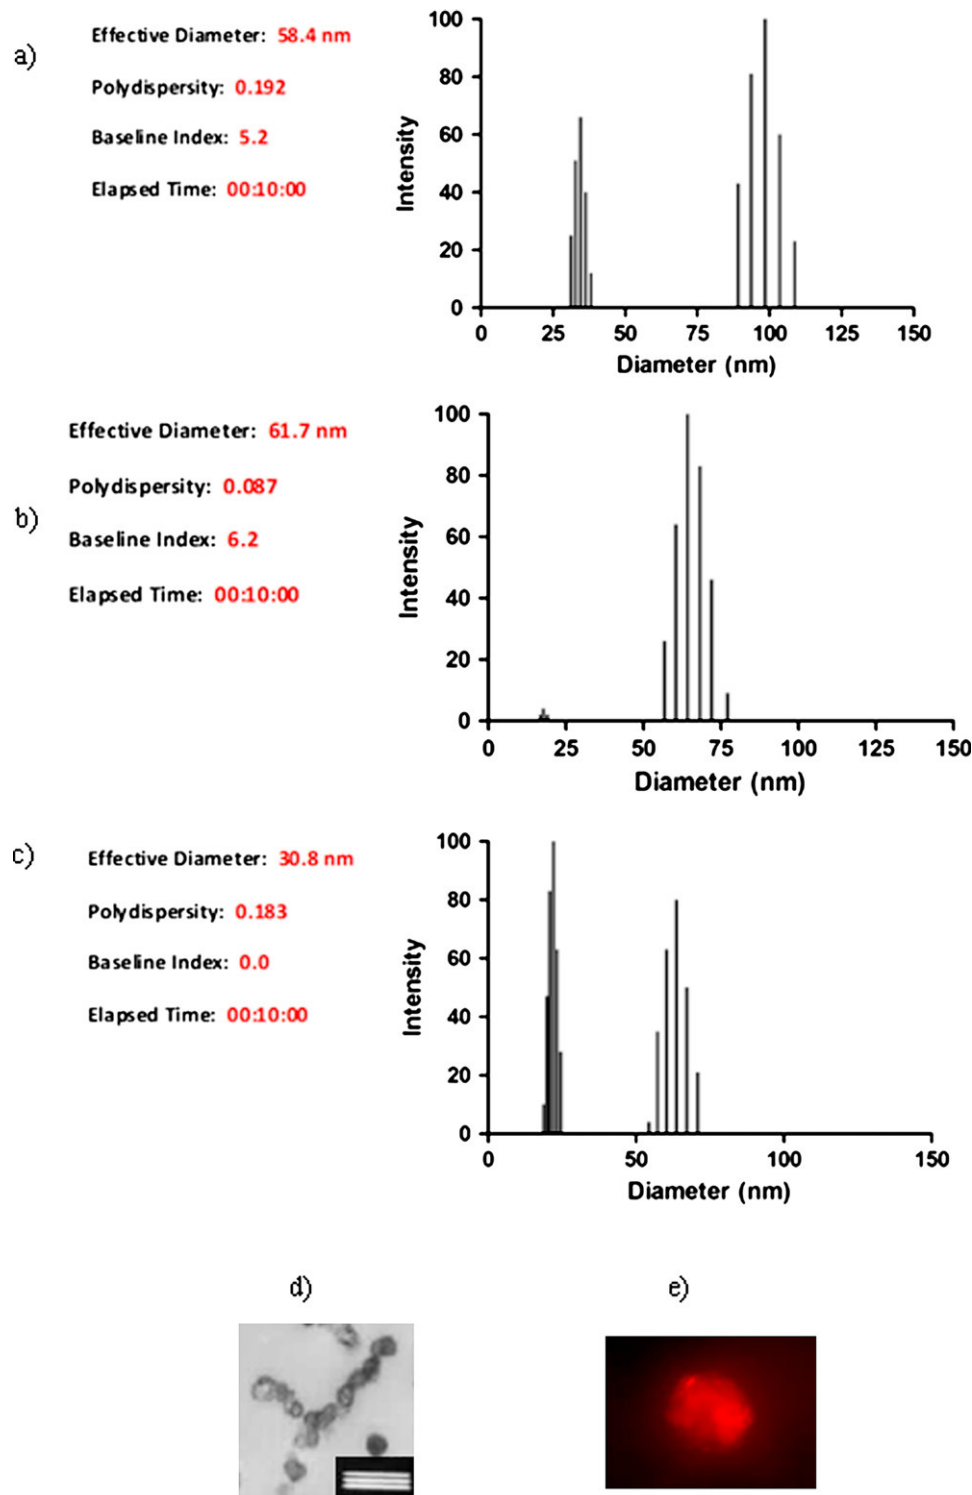 a)
Effective Diameter: 58.4 nm
Polydispersity: 0.192
Baseline Index: 5.2
Elapsed Time: 00:10:00
Intensity
100
80
60
40
20
0
0 25 50 75 100 125 150
Diameter (nm)
b)
Effective Diameter: 61.7 nm
Polydispersity: 0.087
Baseline Index: 6.2
Elapsed Time: 00:10:00
Intensity
100
80
60
40
20
0
0 25 50 75 100 125 150
Diameter (nm)
c)
Effective Diameter: 30.8 nm
Polydispersity: 0.183
Baseline Index: 0.0
Elapsed Time: 00:10:00
Intensity
100
80
60
40
20
0
0 50 100 150
Diameter (nm)
d) e)